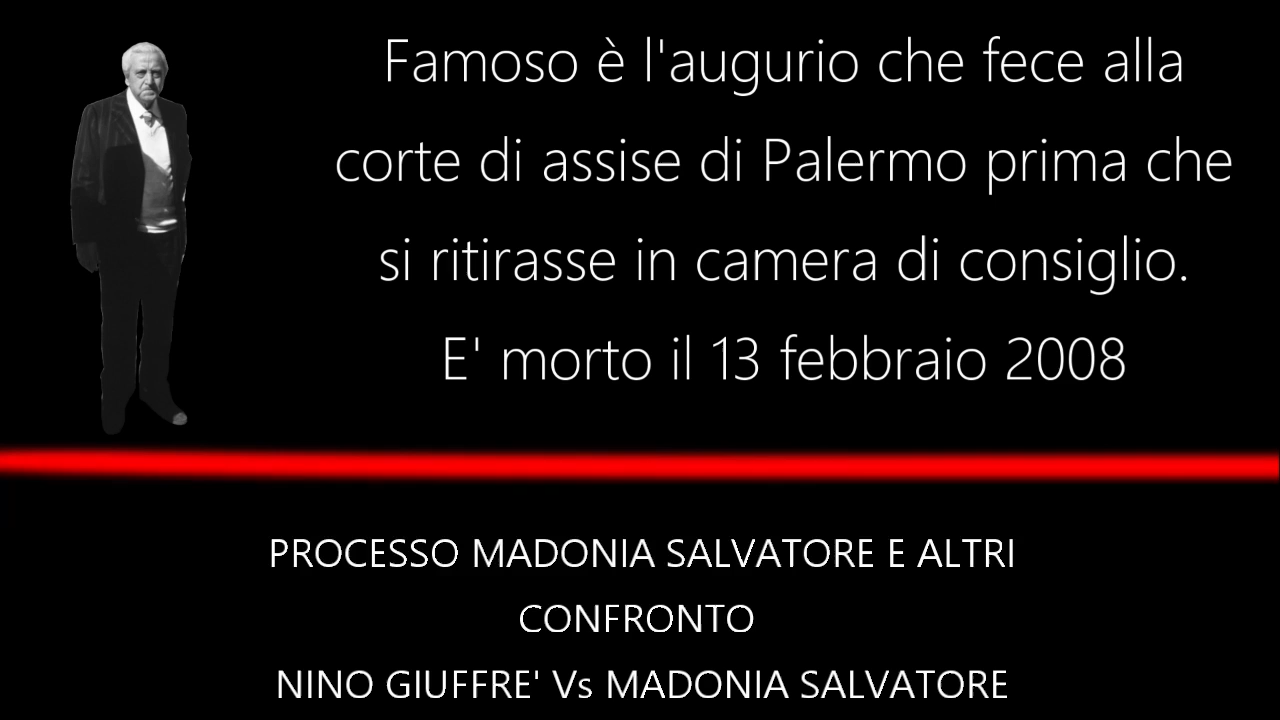 Famoso è l'augurio che fece alla
corte di assise di Palermo prima che
si ritirasse in camera di consiglio.
E' morto il 13 febbraio 2008
PROCESSO MADONIA SALVATORE E ALTRI
CONFRONTO
NINO GIUFFRE' Vs MADONIA SALVATORE